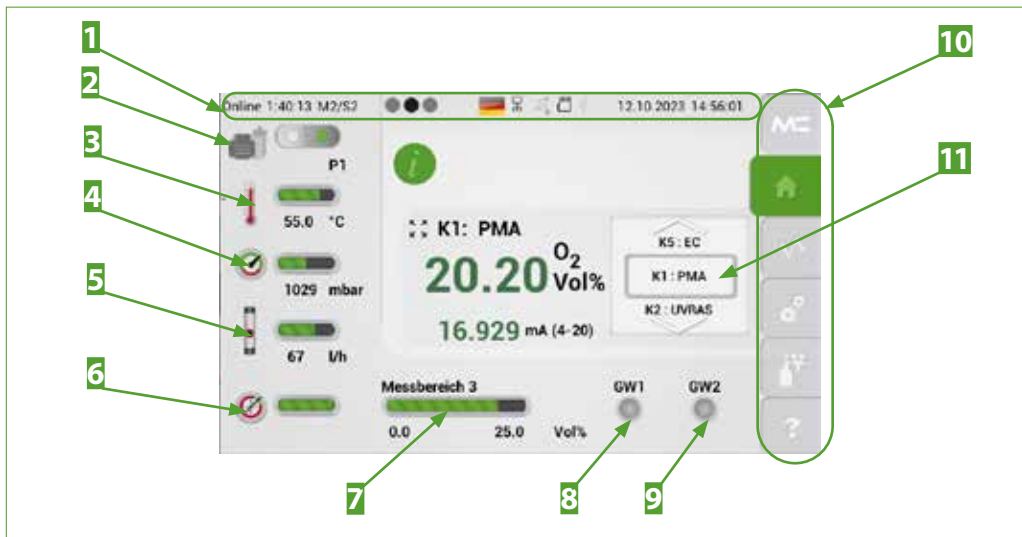 1
10
2
Online 1:40:13 M2/S2 12.10.2023 14:56:01
ME
3
P1
11
i
4
55.0 °C
K1: PMA
K5 : EC
O2
20.20 Vol%
K1 : PMA
5
1029 mbar
K2 : UVRAS
16.929 mA (4-20)
67 l/h
6
Messbereich 3
GW1 GW2
0.0 25.0 Vol%
?
7
8
9